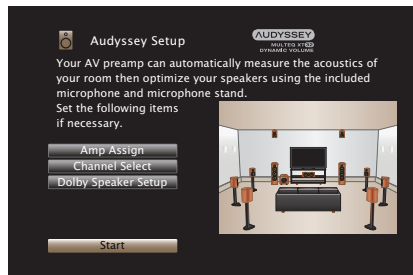 Audyssey Setup
AUDYSSEY
MULTEQ XT32
DYNAMIC VOLUME
Your AV preamp can automatically measure the acoustics of
your room then optimize your speakers using the included
microphone and microphone stand.
Set the following items
if necessary.
Amp Assign
Channel Select
Dolby Speaker Setup
Start